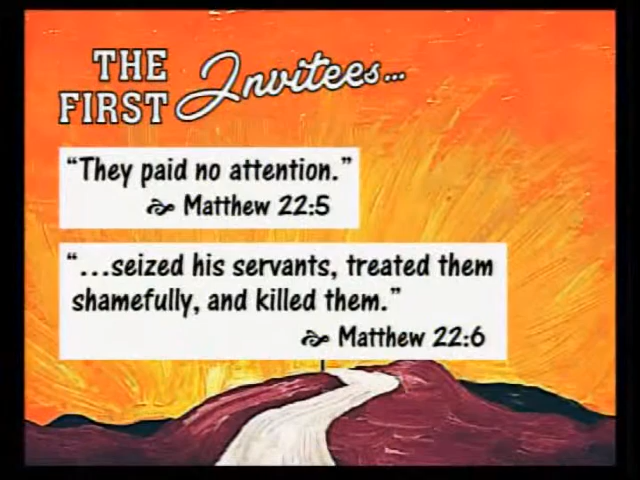 THE
FIRST Invitees...
“They paid no attention.”
Matthew 22:5
“...seized his servants, treated them
shamefully, and killed them.”
Matthew 22:6